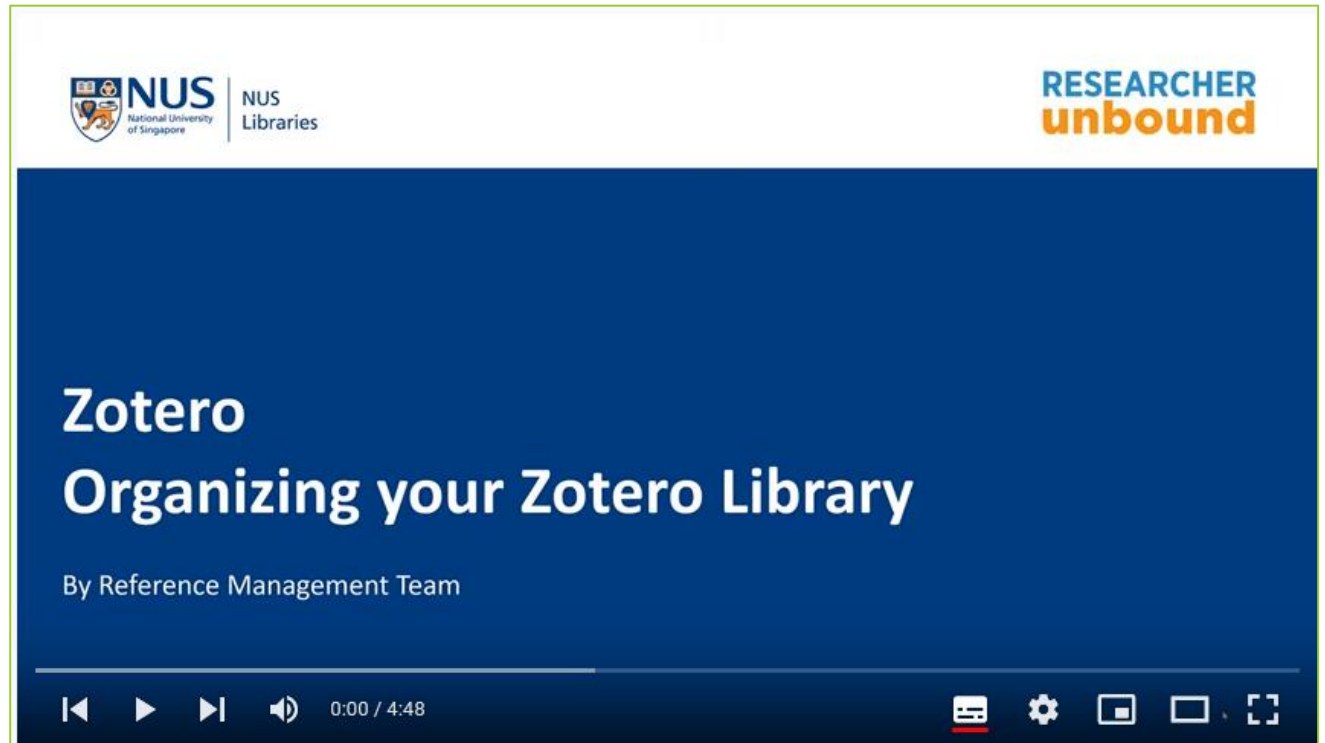 NUS
National University
of Singapore
NUS
Libraries
RESEARCHER
unbound
Zotero
Organizing your Zotero Library
By Reference Management Team
0:00 / 4:48